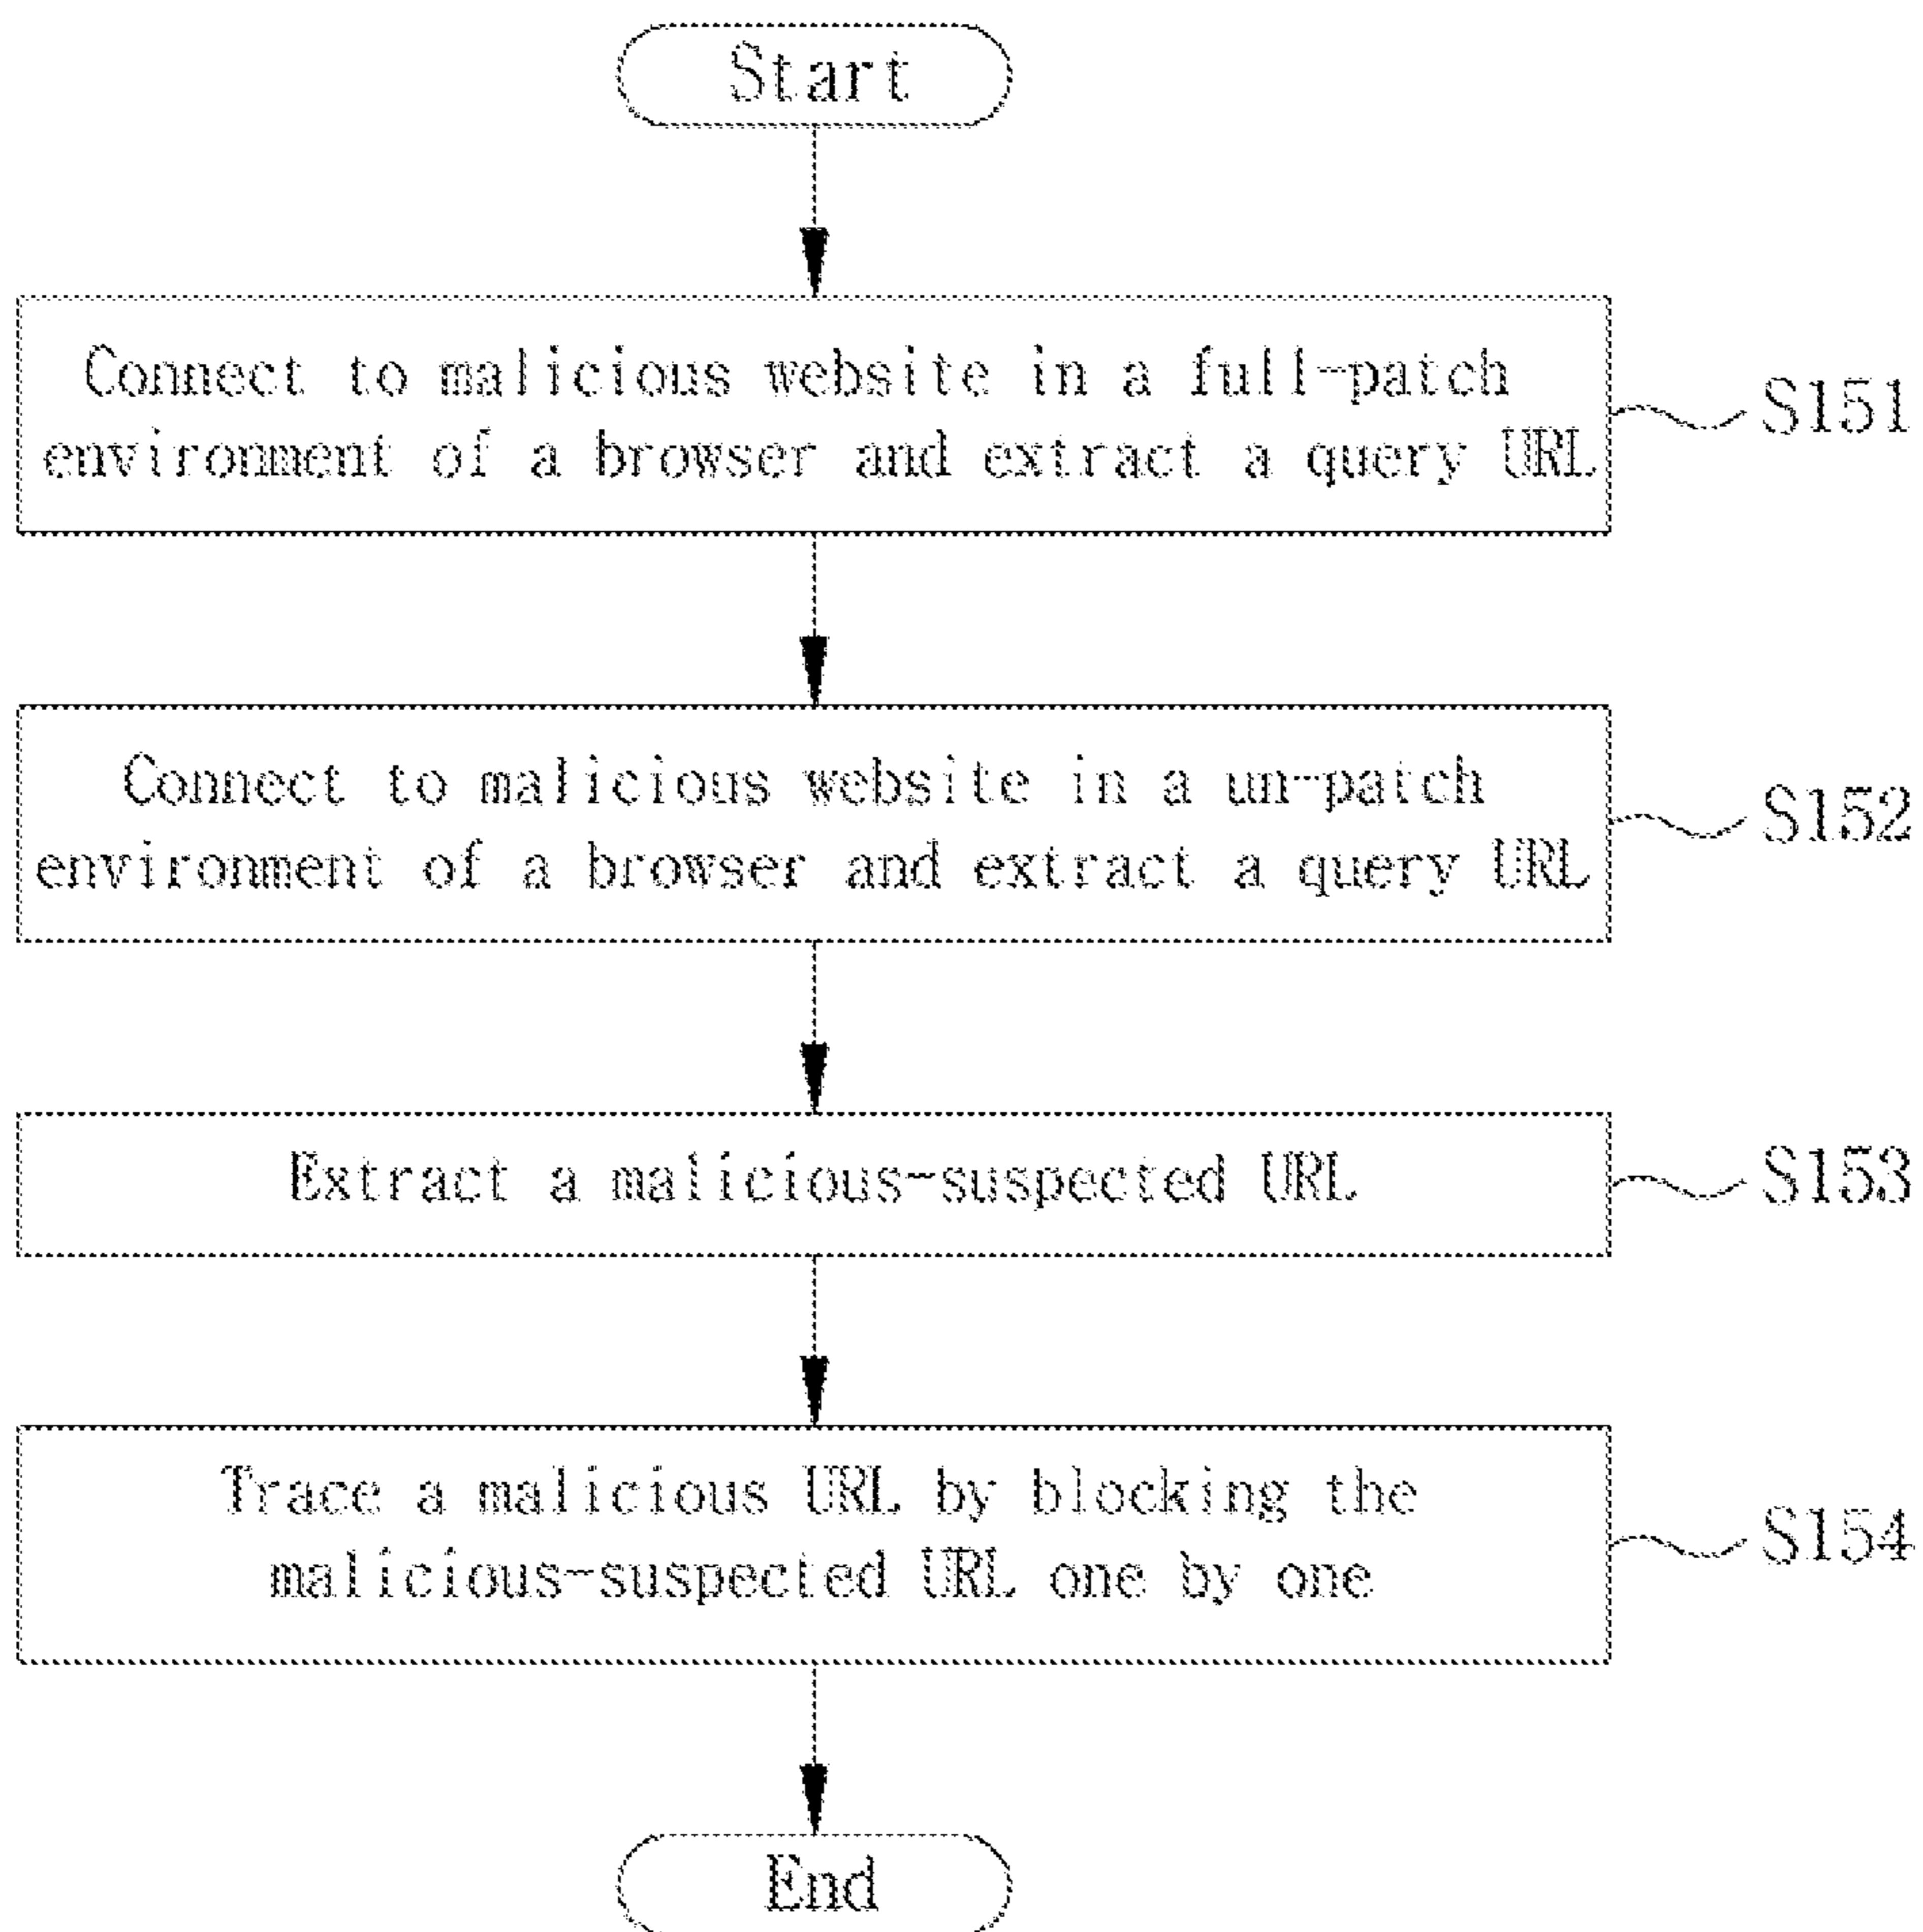 Start
Connect to malicious website in a full-patch
environment of a browser and extract a query URL
S151
Connect to malicious website in a un-patch
environment of a browser and extract a query URL
S152
Extract a malicious-suspected URL
S153
Trace a malicious URL by blocking the
malicious-suspected URL one by one
S154
End